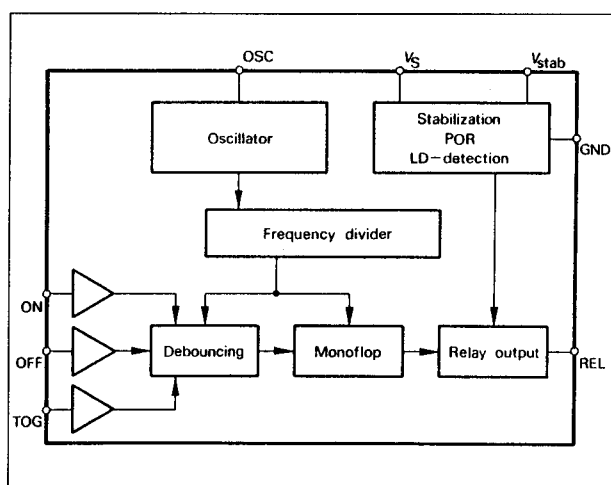 OSC
VS
Vstab
Oscillator
Stabilization
POR
LD-detection
GND
Frequency divider
ON
OFF
TOG
Debouncing
Monoflop
Relay output
REL